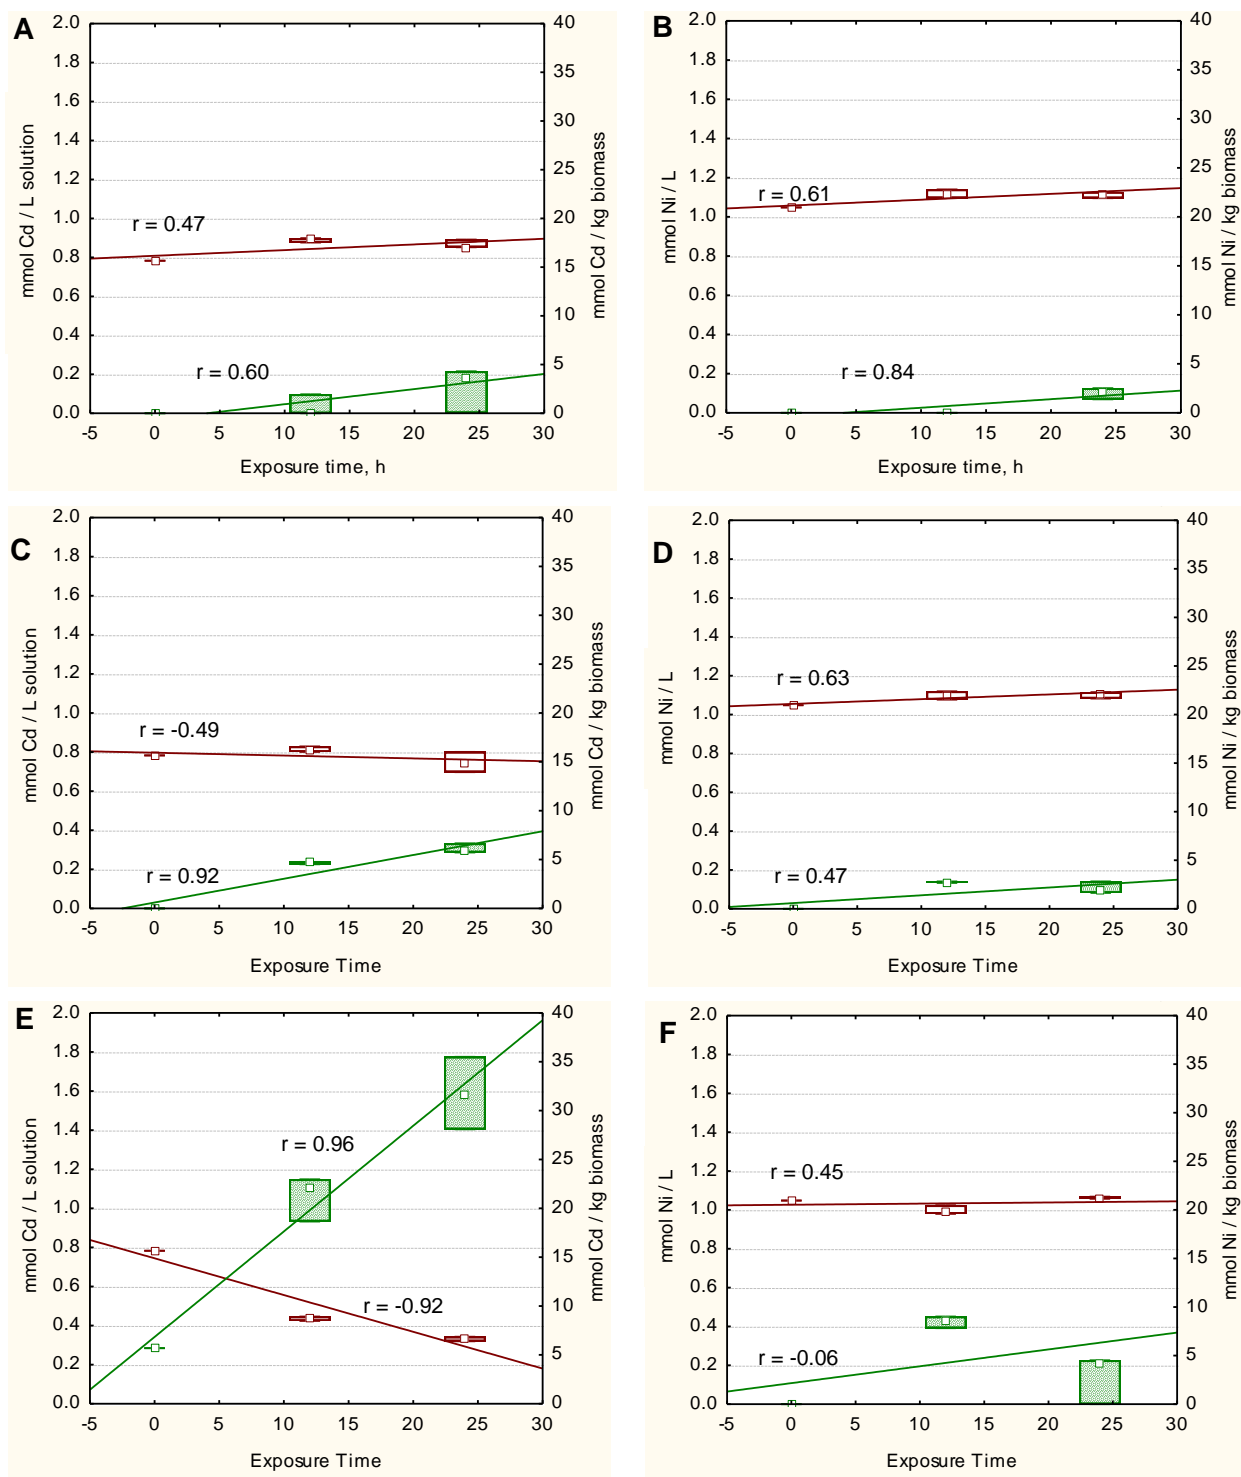 A
2.0
1.8
1.6
1.4
1.2
1.0
0.8
0.6
0.4
0.2
0.0
mmol Cd / L solution
40
35
30
25
20
15
10
5
0
mmol Cd / kg biomass
r = 0.47
r = 0.60
-5 0 5 10 15 20 25 30
Exposure time, h
B
2.0
1.8
1.6
1.4
1.2
1.0
0.8
0.6
0.4
0.2
0.0
mmol Ni / L
40
35
30
25
20
15
10
5
0
mmol Ni / kg biomass
r = 0.61
r = 0.84
-5 0 5 10 15 20 25 30
Exposure time, h
C
2.0
1.8
1.6
1.4
1.2
1.0
0.8
0.6
0.4
0.2
0.0
mmol Cd / L solution
40
35
30
25
20
15
10
5
0
mmol Cd / kg biomass
r = -0.49
r = 0.92
-5 0 5 10 15 20 25 30
Exposure Time
D
2.0
1.8
1.6
1.4
1.2
1.0
0.8
0.6
0.4
0.2
0.0
mmol Ni / L
40
35
30
25
20
15
10
5
0
mmol Ni / kg biomass
r = 0.63
r = 0.47
-5 0 5 10 15 20 25 30
Exposure Time
E
2.0
1.8
1.6
1.4
1.2
1.0
0.8
0.6
0.4
0.2
0.0
mmol Cd / L solution
40
35
30
25
20
15
10
5
0
mmol Cd / kg biomass
r = 0.96
r = -0.92
-5 0 5 10 15 20 25 30
Exposure Time
F
2.0
1.8
1.6
1.4
1.2
1.0
0.8
0.6
0.4
0.2
0.0
mmol Ni / L
40
35
30
25
20
15
10
5
0
mmol Ni / kg biomass
r = 0.45
r = -0.06
-5 0 5 10 15 20 25 30
Exposure Time